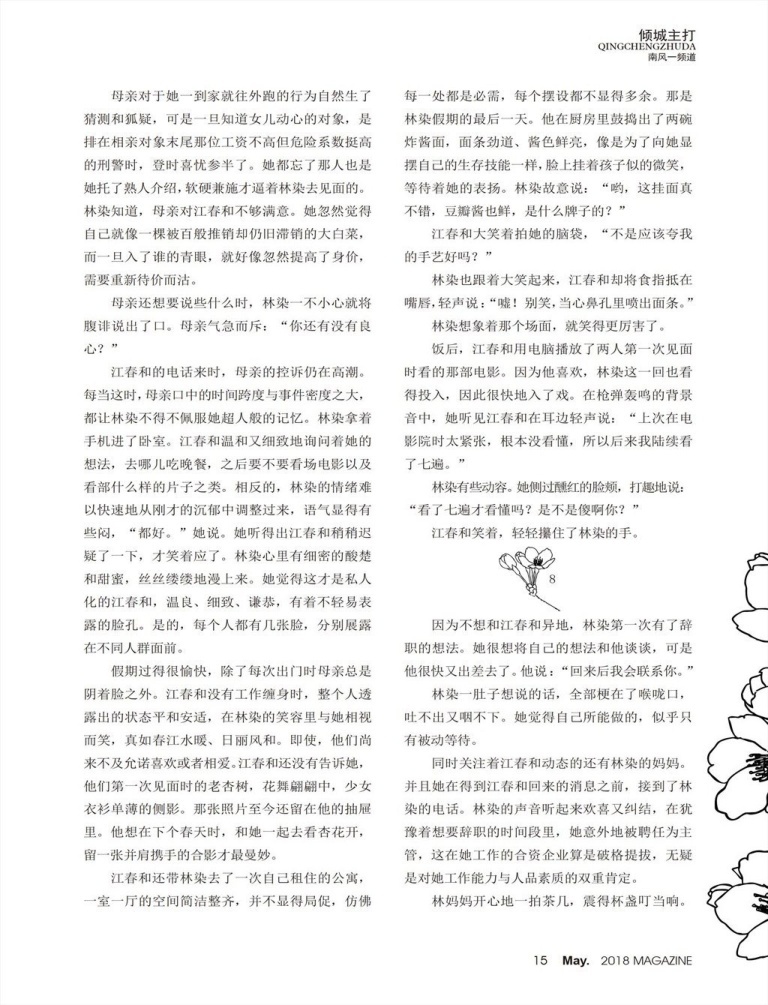 倾城主打
QINGCHENGZHUDA
南风一频道
母亲对于她一到家就往外跑的行为自然生了
猜测和狐疑，可是一旦知道女儿动心的对象，是
排在相亲对象末尾那位工资不高但危险系数挺高
的刑警时，登时喜忧参半了。她都忘了那人也是
她托了熟人介绍，软硬兼施才逼着林染去见面的。
林染知道，母亲对江春和不够满意。她忽然觉得
自己就像一棵被百般推销却仍旧滞销的大白菜，
而一旦入了谁的青眼，就好像忽然提高了身价，
需要重新待价而沽。
母亲还想要说些什么时，林染一不小心就将
腹诽说出了口。母亲气急而斥：“你还有没有良
心？”
江春和的电话来时，母亲的控诉仍在高潮。
每当这时，母亲口中的时间跨度与事件密度之大，
都让林染不得不佩服她超人般的记忆。林染拿着
手机进了卧室。江春和温和又细致地询问着她的
想法，去哪儿吃晚餐，之后要不要看场电影以及
看部什么样的片子之类。相反的，林染的情绪难
以快速地从刚才的沉郁中调整过来，语气显得有
些闷，“都好。”她说。她听得出江春和稍稍迟
疑了一下，才笑着应了。林染心里有细密的酸楚
和甜蜜，丝丝缕缕地漫上来。她觉得这才是私人
化的江春和，温良、细致、谦恭，有着不轻易表
露的脸孔。是的，每个人都有几张脸，分别展露
在不同人群面前。
假期过得很愉快，除了每次出门时母亲总是
阴着脸之外。江春和没有工作缠身时，整个人透
露出的状态平和安适，在林染的笑容里与她相视
而笑，真如春江水暖、日丽风和。即使，他们尚
来不及允诺喜欢或者相爱。江春和还没有告诉她，
他们第一次见面时的老杏树，花舞翩翩中，少女
衣衫单薄的侧影。那张照片至今还留在他的抽屉
里。他想在下个春天时，和她一起去看杏花开，
留一张并肩携手的合影才最曼妙。
江春和还带林染去了一次自己租住的公寓，
一室一厅的空间简洁整齐，并不显得局促，仿佛
每一处都是必需，每个摆设都不显得多余。那是
林染假期的最后一天。他在厨房里鼓捣出了两碗
炸酱面，面条劲道、酱色鲜亮，像是为了向她显
摆自己的生存技能一样，脸上挂着孩子似的微笑，
等待着她的表扬。林染故意说：“哟，这挂面真
不错，豆瓣酱也鲜，是什么牌子的？”
江春和大笑着拍她的脑袋，“不是应该夸我
的手艺好吗？”
林染也跟着大笑起来，江春和却将食指抵在
嘴唇，轻声说：“嘘！别笑，当心鼻孔里喷出面条。”
林染想象着那个场面，就笑得更厉害了。
饭后，江春和用电脑播放了两人第一次见面
时看的那部电影。因为他喜欢，林染这一回也看
得投入，因此很快地入了戏。在枪弹轰鸣的背景
音中，她听见江春和在耳边轻声说：“上次在电
影院时太紧张，根本没看懂，所以后来我陆续看
了七遍。”
林染有些动容。她侧过醺红的脸颊，打趣地说：
“看了七遍才看懂吗？是不是傻啊你？”
江春和笑着，轻轻攥住了林染的手。
8
因为不想和江春和异地，林染第一次有了辞
职的想法。她很想将自己的想法和他谈谈，可是
他很快又出差去了。他说：“回来后我会联系你。”
林染一肚子想说的话，全部梗在了喉咙口，
吐不出又咽不下。她觉得自己所能做的，似乎只
有被动等待。
同时关注着江春和动态的还有林染的妈妈。
并且她在得到江春和回来的消息之前，接到了林
染的电话。林染的声音听起来欢喜又纠结，在犹
豫着想要辞职的时间段里，她意外地被聘任为主
管，这在她工作的合资企业算是破格提拔，无疑
是对她工作能力与人品素质的双重肯定。
林妈妈开心地一拍茶几，震得杯盏叮当响。
15 May. 2018 MAGAZINE